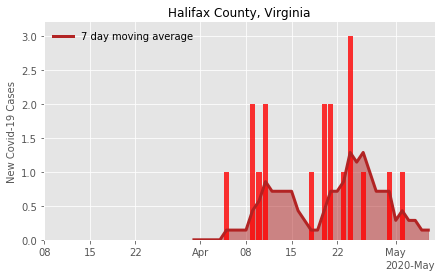 Halifax County, Virginia
7 day moving average
New Covid-19 Cases
3.0
2.5
2.0
1.5
1.0
0.5
0.0
08 15 22 Apr 08 15 22 May
2020-May